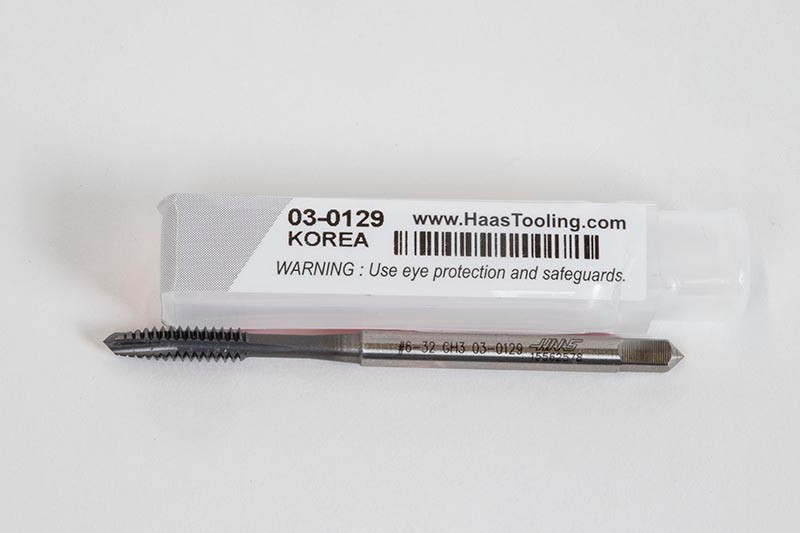 03-0129
www.HaasTooling.com
KOREA
WARNING : Use eye protection and safeguards.
#6-32 GH3 03-0129 HAAS
15562578